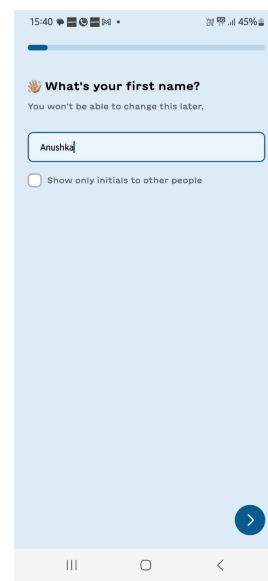 15:40
45%
👋 What's your first name?
You won't be able to change this later.
Anushka
Show only initials to other people